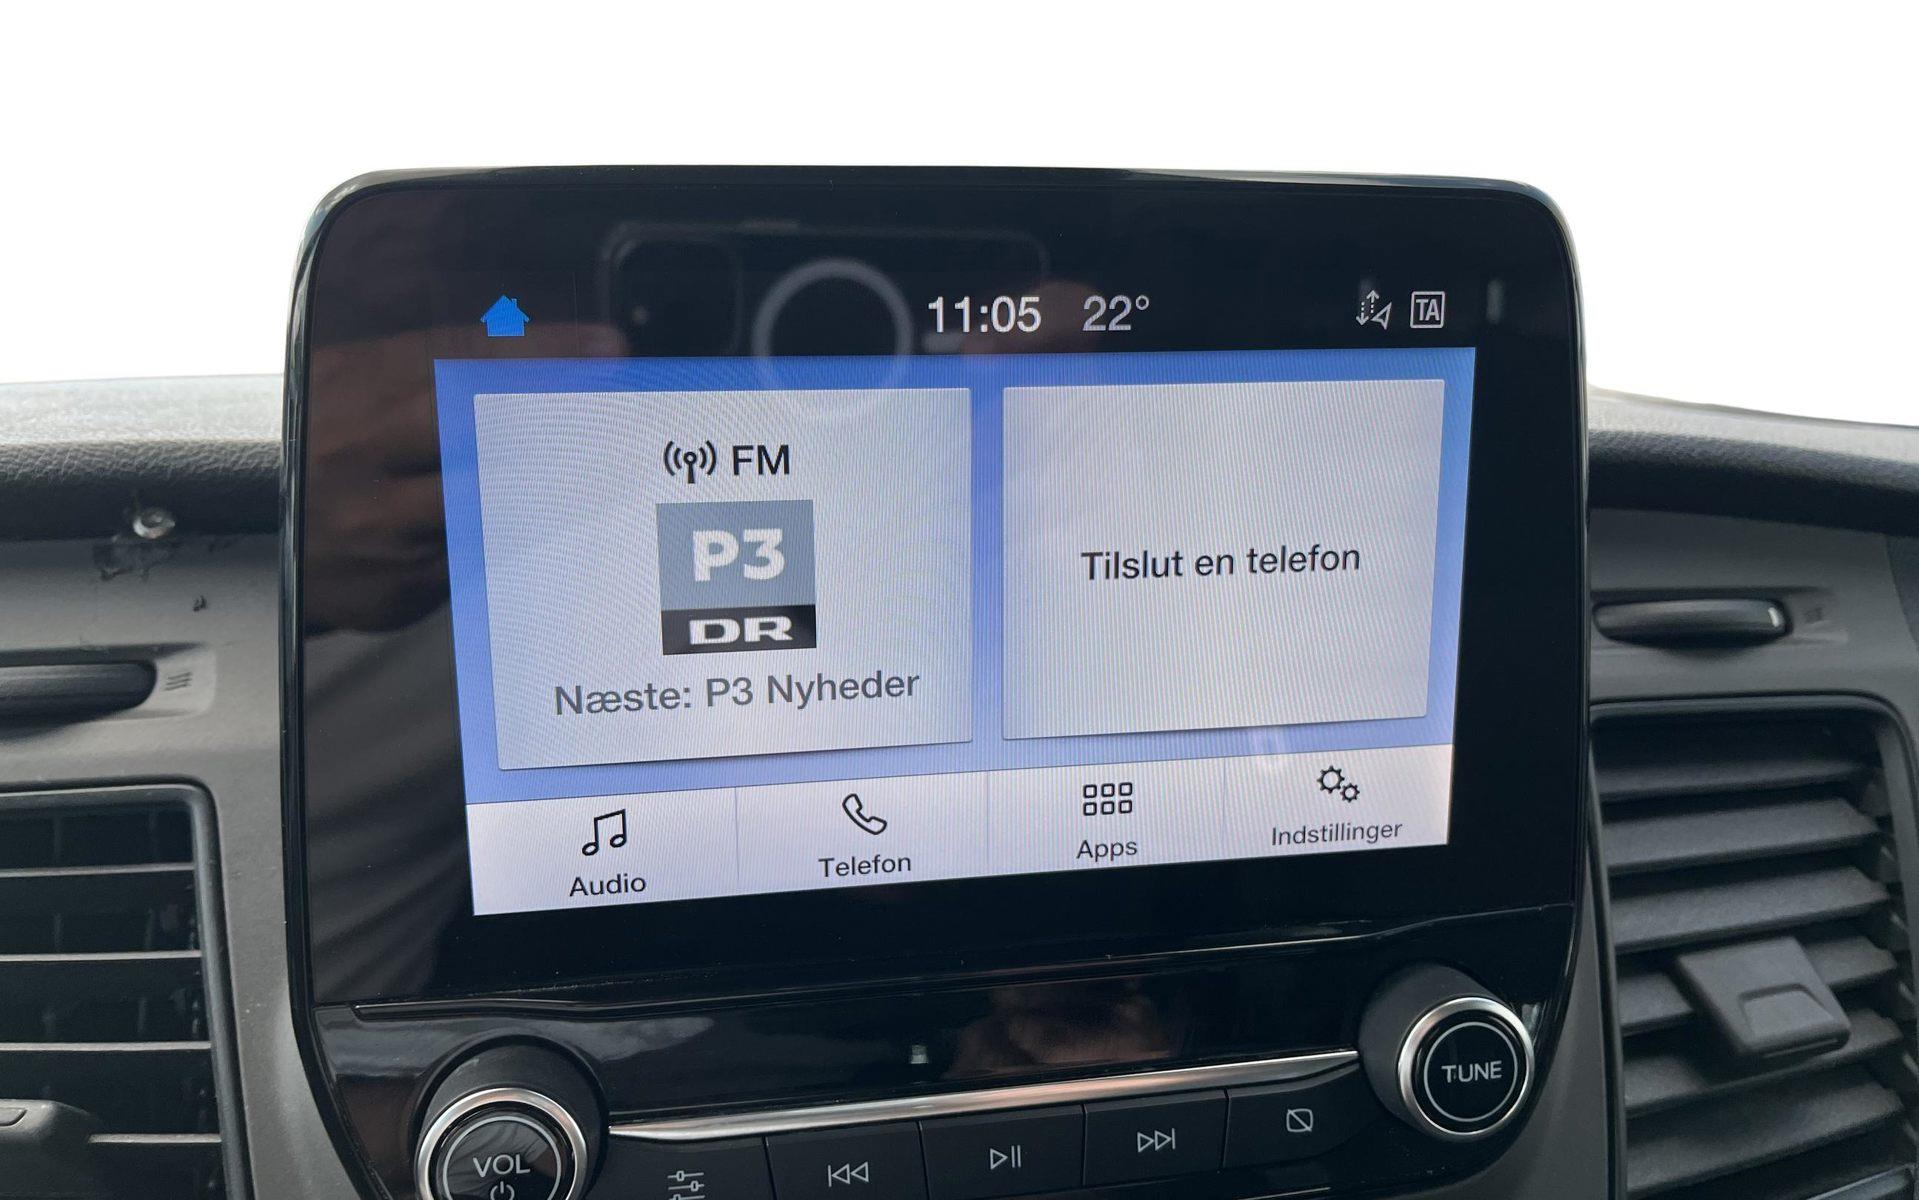 11:05 22°
TA
FM
P3
DR
Næste: P3 Nyheder
Tilslut en telefon
Audio
Telefon
Apps
Indstillinger
TUNE
VOL